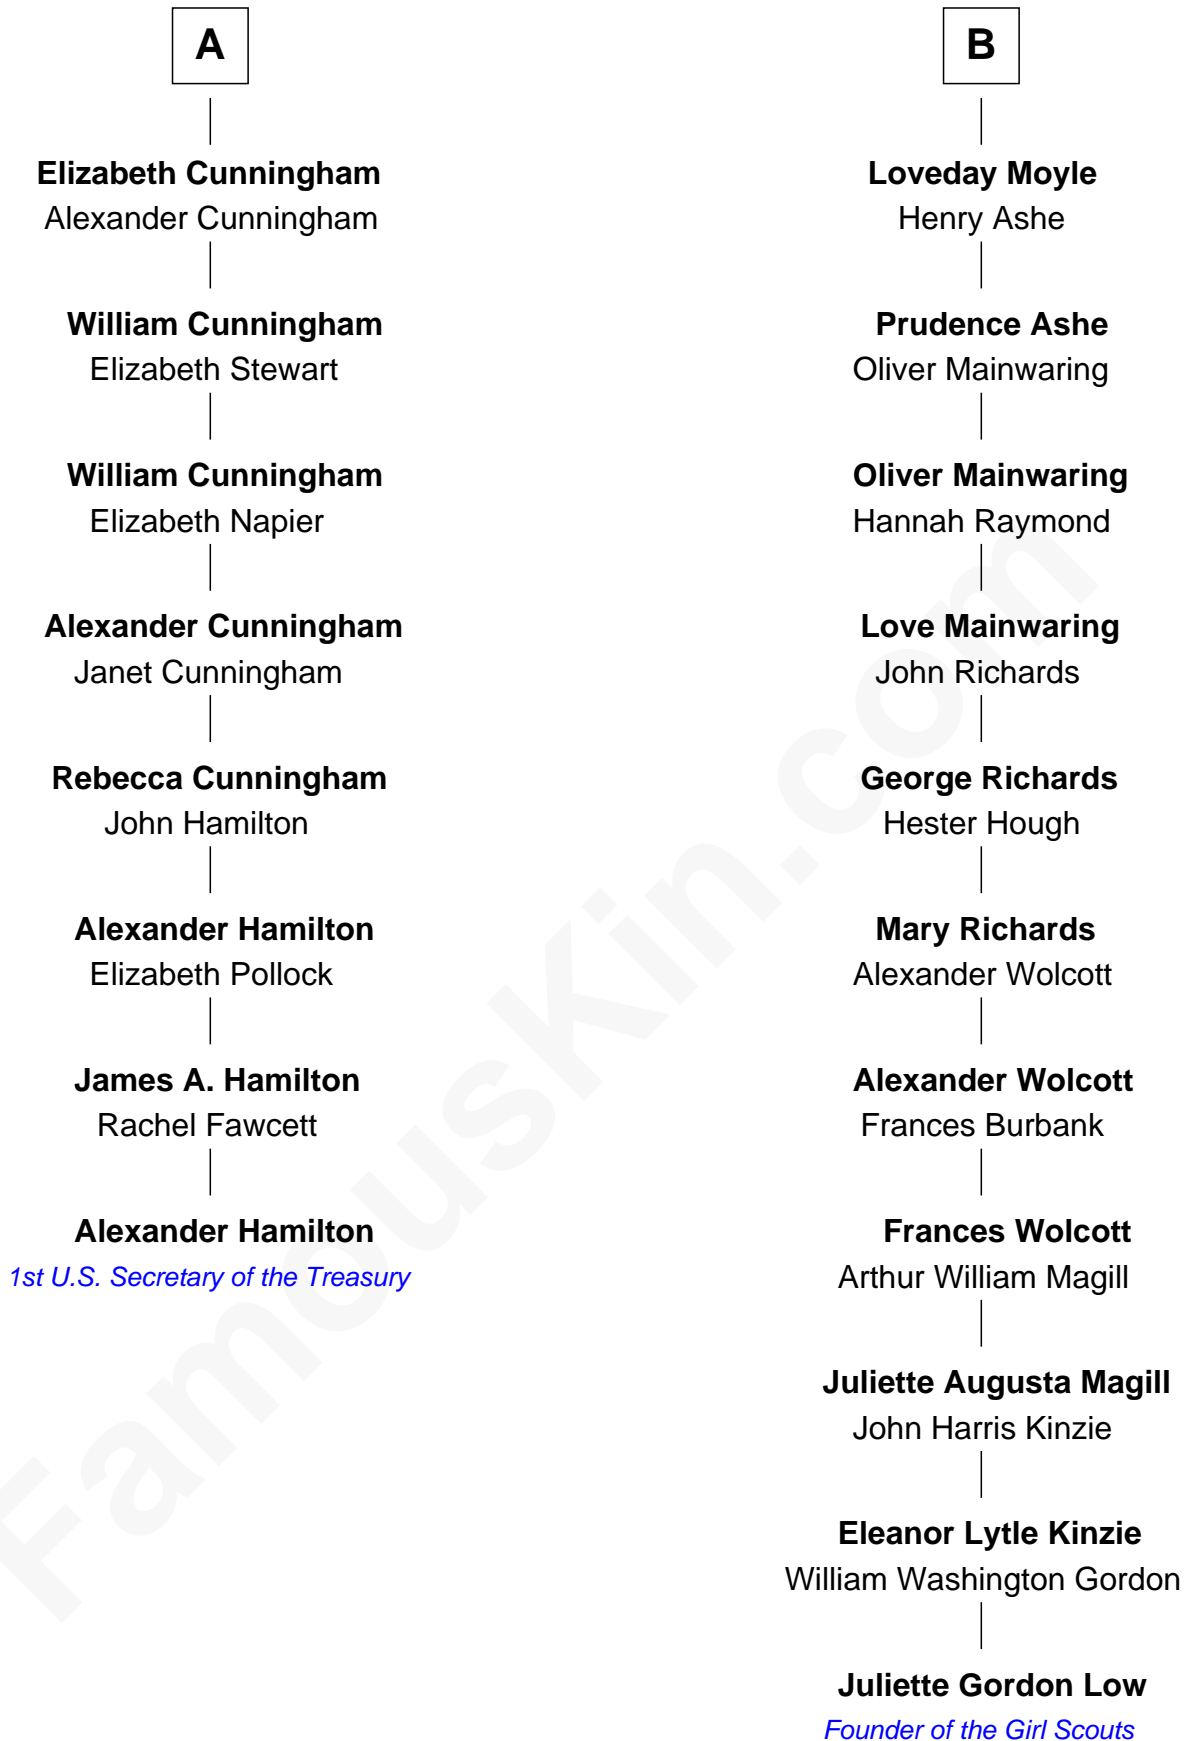 A
Elizabeth Cunningham
Alexander Cunningham
William Cunningham
Elizabeth Stewart
William Cunningham
Elizabeth Napier
Alexander Cunningham
Janet Cunningham
Rebecca Cunningham
John Hamilton
Alexander Hamilton
Elizabeth Pollock
James A. Hamilton
Rachel Fawcett
Alexander Hamilton
1st U.S. Secretary of the Treasury
B
Loveday Moyle
Henry Ashe
Prudence Ashe
Oliver Mainwaring
Oliver Mainwaring
Hannah Raymond
Love Mainwaring
John Richards
George Richards
Hester Hough
Mary Richards
Alexander Wolcott
Alexander Wolcott
Frances Burbank
Frances Wolcott
Arthur William Magill
Juliette Augusta Magill
John Harris Kinzie
Eleanor Lytle Kinzie
William Washington Gordon
Juliette Gordon Low
Founder of the Girl Scouts
FamousKin.com